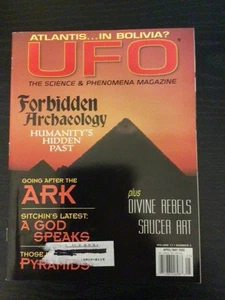 ATLANTIS...IN BOLIVIA?
UFO
THE SCIENCE & PHENOMENA MAGAZINE
Forbidden
Archaeology
HUMANITY'S
HIDDEN
PAST
GOING AFTER THE
ARK
SITCHIN'S LATEST:
A GOD
SPEAKS
THOSE
PYRAMIDS
plus
DIVINE REBELS
SAUCER ART